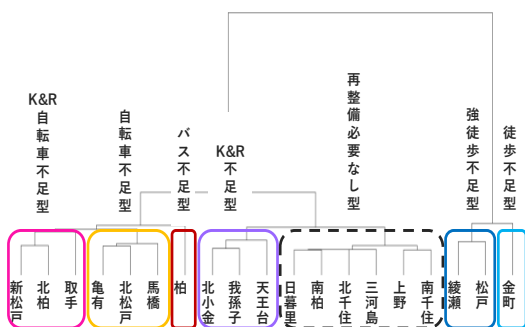 K&R
自転車不足型
自転車不足型
バス不足型
K&R
不足型
再整備必要なし型
強徒歩不足型
徒歩不足型
新松戸
北柏
取手
亀有
北松戸
馬橋
柏
北小金
我孫子
天王台
日暮里
南柏
北千住
三河島
上野
南千住
綾瀬
松戸
金町